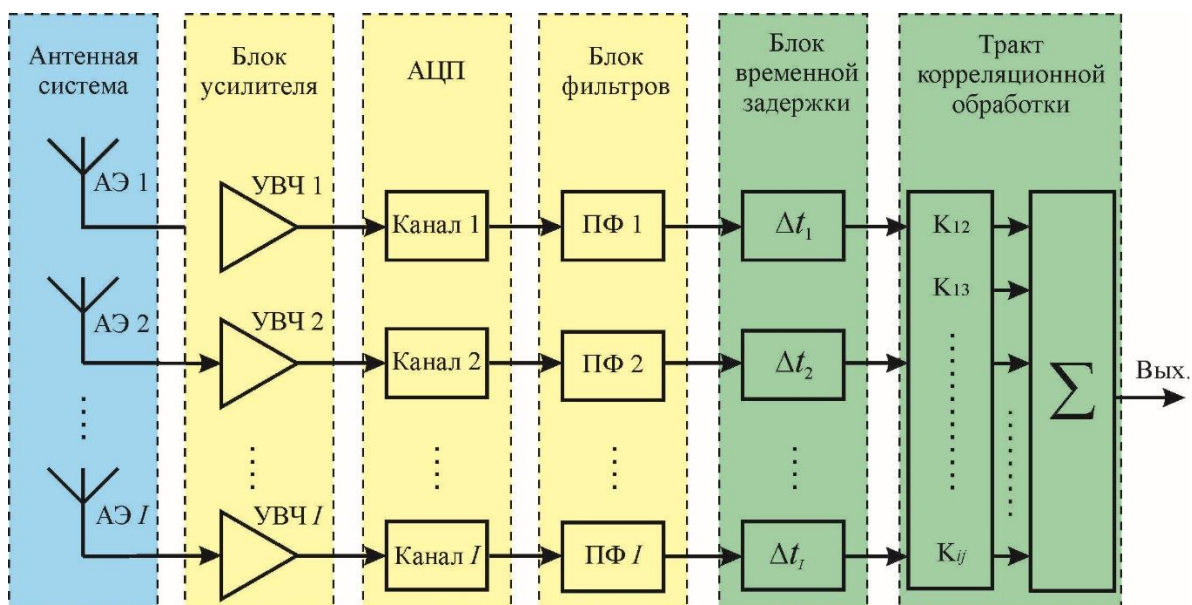 Антенная
система
Блок
усилителя
АЦП
Блок
фильтров
Блок
временной
задержки
Тракт
корреляционной
обработки
АЭ 1
УВЧ 1
Канал 1
ПФ 1
Δt₁
K₁₂
K₁₃
АЭ 2
УВЧ 2
Канал 2
ПФ 2
Δt₂
Σ
Вых.
АЭ I
УВЧ I
Канал I
ПФ I
Δt_I
K_ij